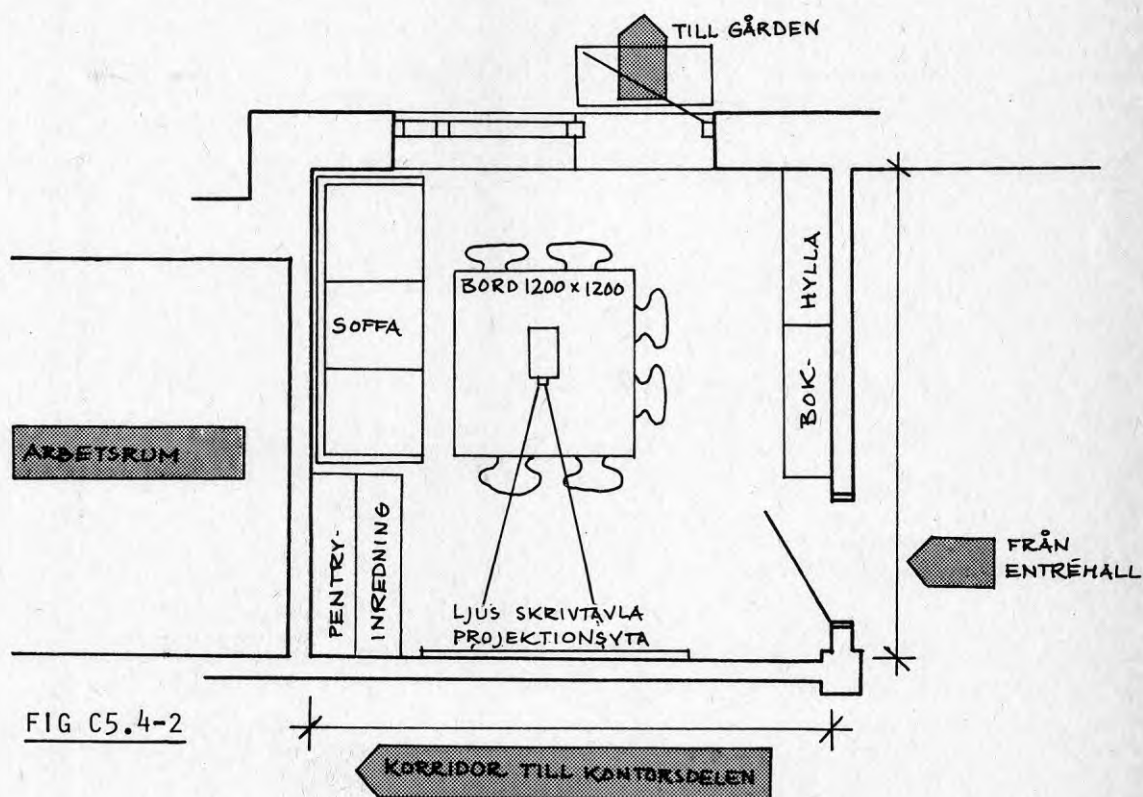 TILL GÅRDEN
BORD 1200 x 1200
SOFFA
BOK-
HYLLA
ARBETSRUM
PENTRY-
INREDNING
LJUS SKRIVTAVLA
PROJEKTIONSYTA
FRÅN
ENTRÉHALL
FIG C5.4-2
KORRIDOR TILL KONTORSDELEN